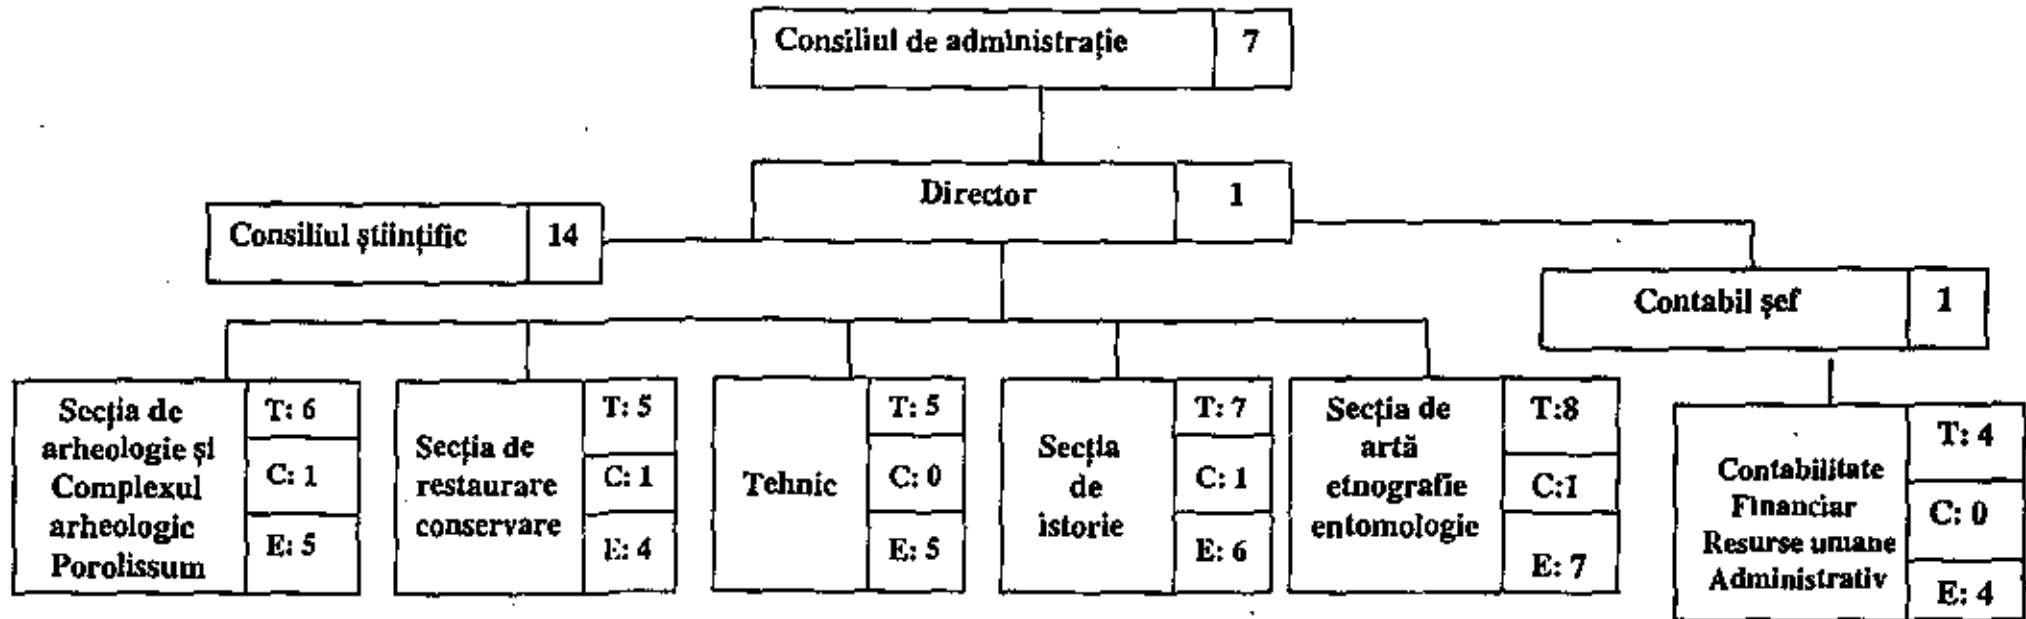 Consiliul de administrație 7
Director 1
Consiliul științific 14
Contabil șef 1
Secția de
arheologie și
Complexul
arheologic
Porolissum
T: 6
C: 1
E: 5
Secția de
restaurare
conservare
T: 5
C: 1
E: 4
Tehnic
T: 5
C: 0
E: 5
Secția
de
istorie
T: 7
C: 1
E: 6
Secția de
artă
etnografie
entomologie
T:8
C:1
E: 7
Contabilitate
Financiar
Resurse umane
Administrativ
T: 4
C: 0
E: 4